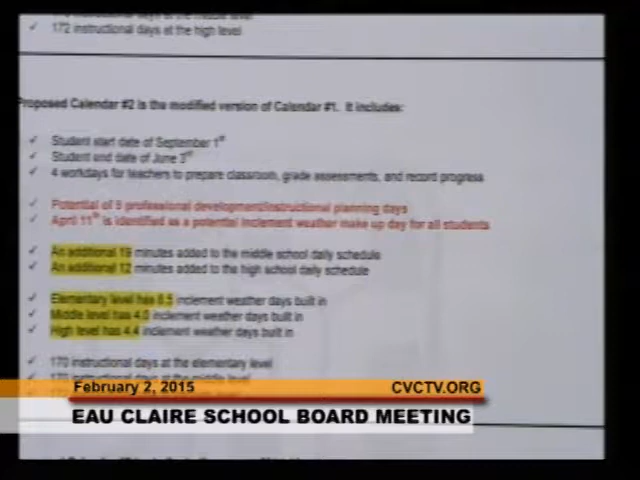 172 instructional days at the high level
Proposed Calendar #2 is the modified version of Calendar #1. It includes:
✓ Student start date of September 1st
✓ Student end date of June 3rd
✓ 4 workdays for teachers to prepare classroom, grade assessments, and record progress
✓ Potential of 5 professional development/instructional planning days
✓ April 11th is identified as a potential inclement weather make up day for all students
✓ An additional 19 minutes added to the middle school daily schedule
✓ An additional 12 minutes added to the high school daily schedule
✓ Elementary level has 6.5 inclement weather days built in
✓ Middle level has 4.0 inclement weather days built in
✓ High level has 4.4 inclement weather days built in
✓ 170 instructional days at the elementary level
instructional days at the middle level
February 2, 2015 CVCTV.ORG
EAU CLAIRE SCHOOL BOARD MEETING